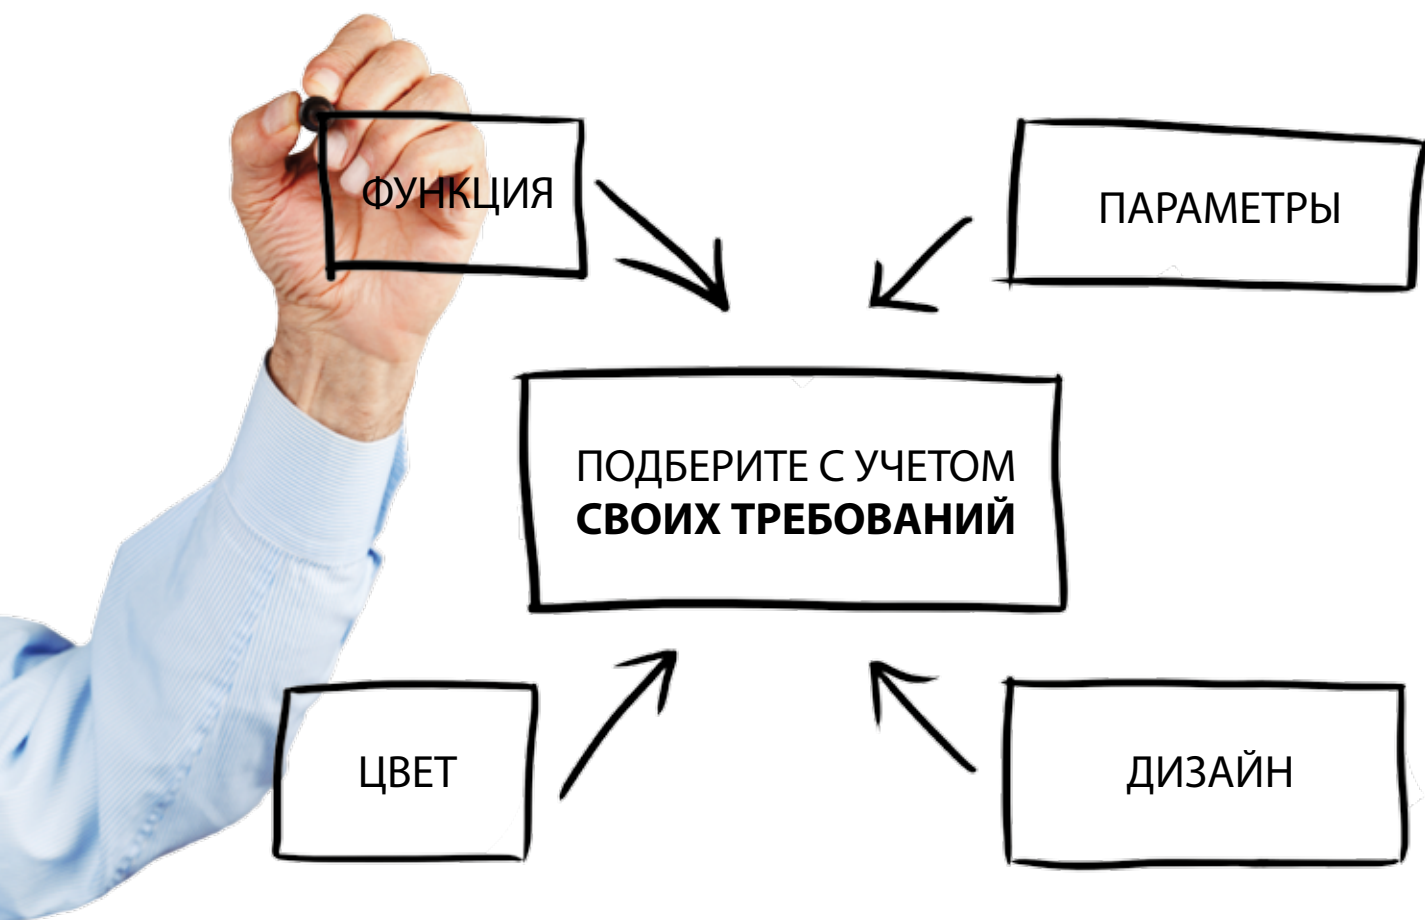 ФУНКЦИЯ
ПАРАМЕТРЫ
ПОДБЕРИТЕ С УЧЕТОМ
СВОИХ ТРЕБОВАНИЙ
ЦВЕТ
ДИЗАЙН